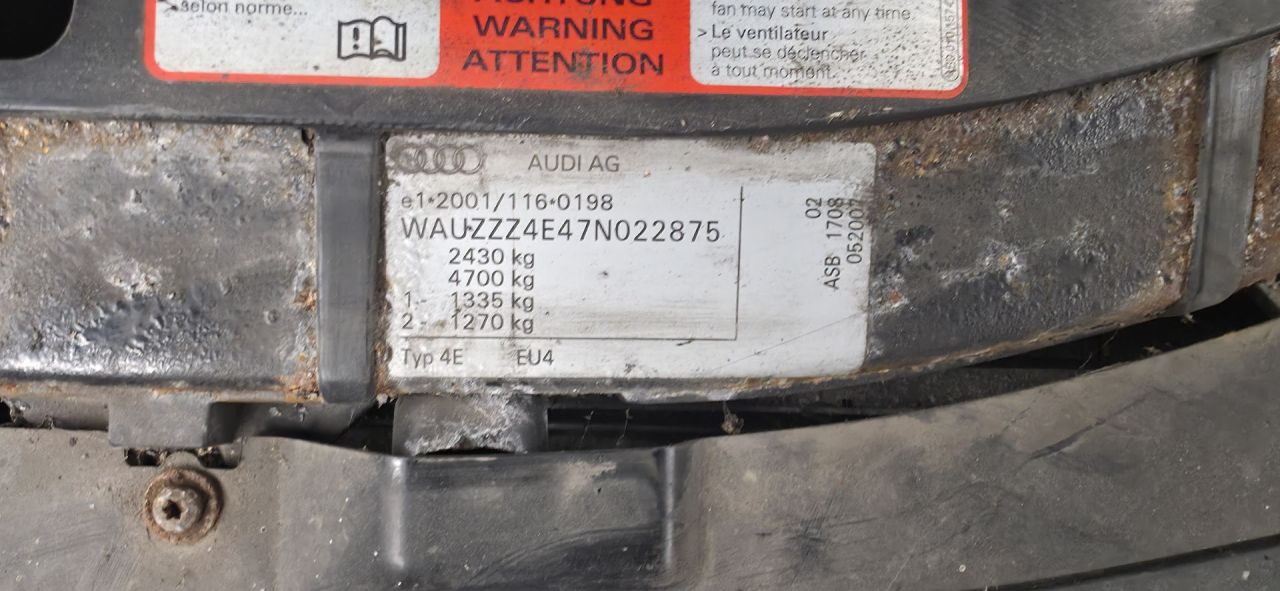 selon norme...
WARNING
ATTENTION
fan may start at any time.
> Le ventilateur
peut se déclencher
à tout moment.
AUDI AG
e1*2001/116*0198
WAUZZZ4E47N022875
2430 kg
4700 kg
1 - 1335 kg
2 - 1270 kg
Typ 4E EU4
02
ASB 1708
052007